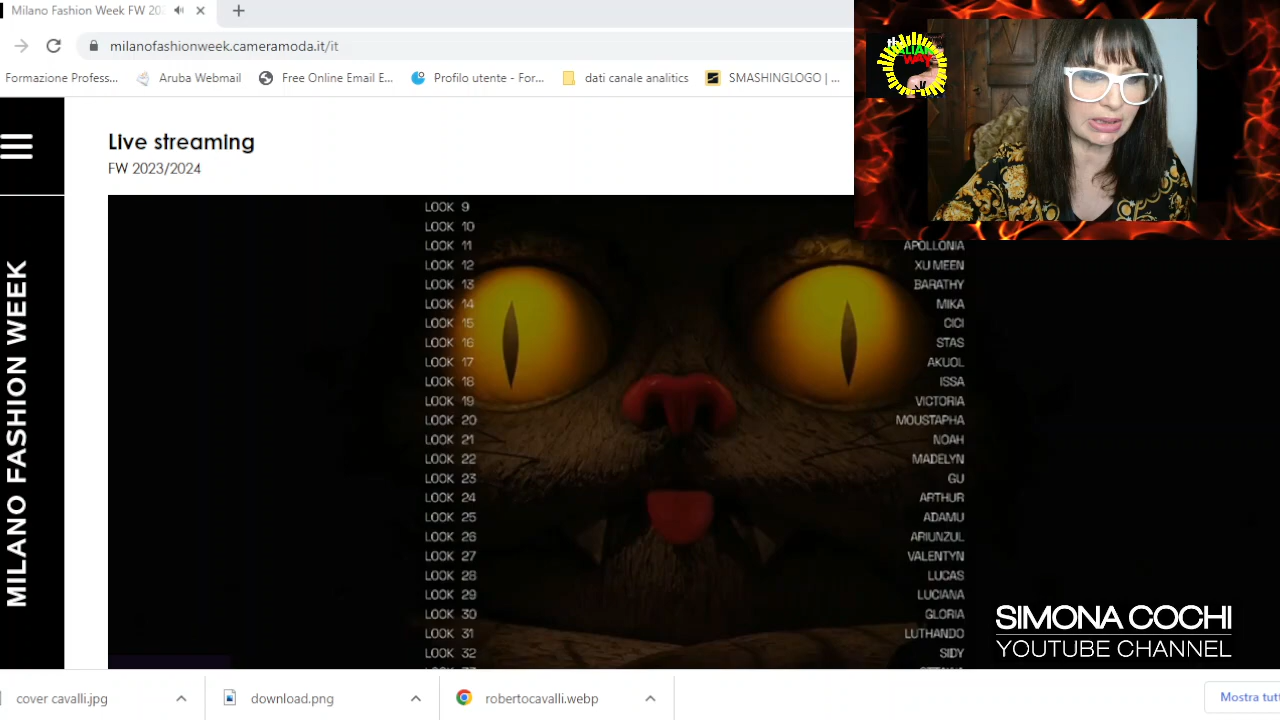 Milano Fashion Week FW 20
milanofashionweek.cameramoda.it/it
Formazione Profess...
Aruba Webmail
Free Online Email E...
Profilo utente - For...
dati canale analitics
SMASHINGLOGO | ...
Live streaming
FW 2023/2024
MILANO FASHION WEEK
LOOK 9
LOOK 10
LOOK 11 APOLLONIA
LOOK 12 XU MEEN
LOOK 13 BARATHY
LOOK 14 MIKA
LOOK 15 CICI
LOOK 16 STAS
LOOK 17 AKUOL
LOOK 18 ISSA
LOOK 19 VICTORIA
LOOK 20 MOUSTAPHA
LOOK 21 NOAH
LOOK 22 MADELYN
LOOK 23 GU
LOOK 24 ARTHUR
LOOK 25 ADAMU
LOOK 26 ARIUNZUL
LOOK 27 VALENTYN
LOOK 28 LUCAS
LOOK 29 LUCIANA
LOOK 30 GLORIA
LOOK 31 LUTHANDO
LOOK 32 SIDY
WAY
SIMONA COCHI
YOUTUBE CHANNEL
cover cavalli.jpg
download.png
robertocavalli.webp
Mostra tutt